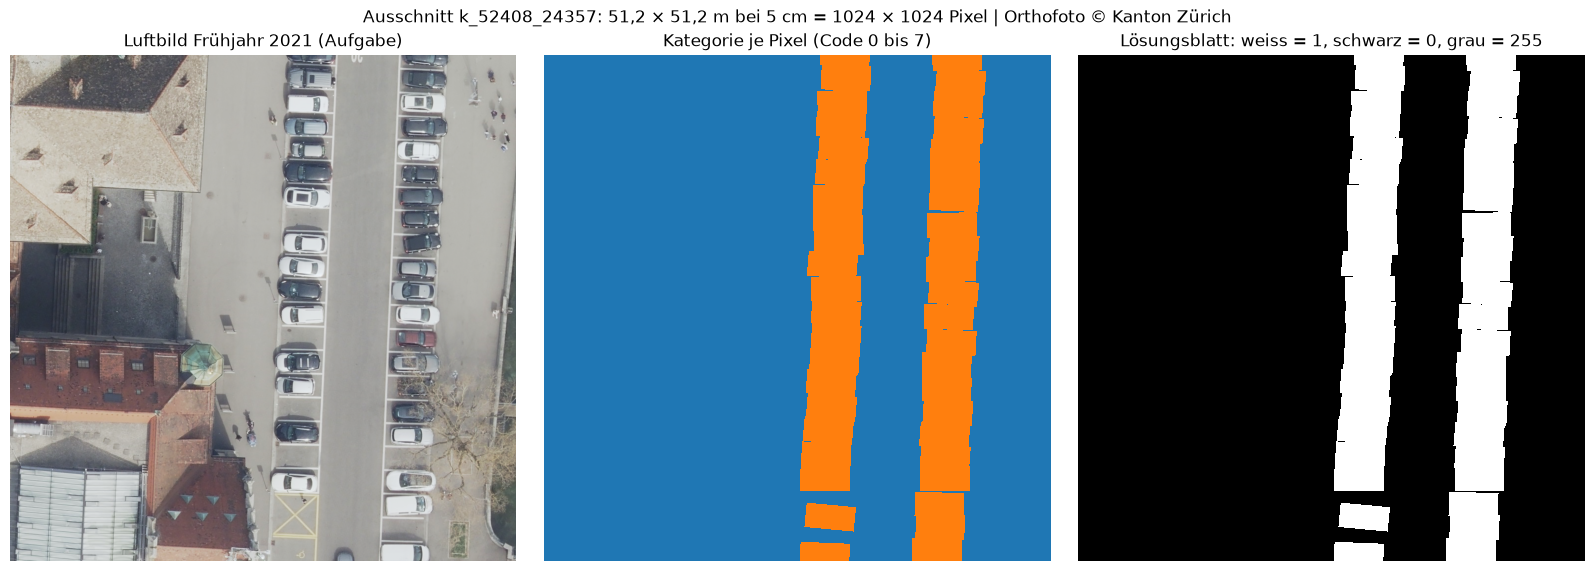 Ausschnitt k_52408_24357: 51,2 × 51,2 m bei 5 cm = 1024 × 1024 Pixel | Orthofoto © Kanton Zürich
Luftbild Frühjahr 2021 (Aufgabe)
Kategorie je Pixel (Code 0 bis 7)
Lösungsblatt: weiss = 1, schwarz = 0, grau = 255